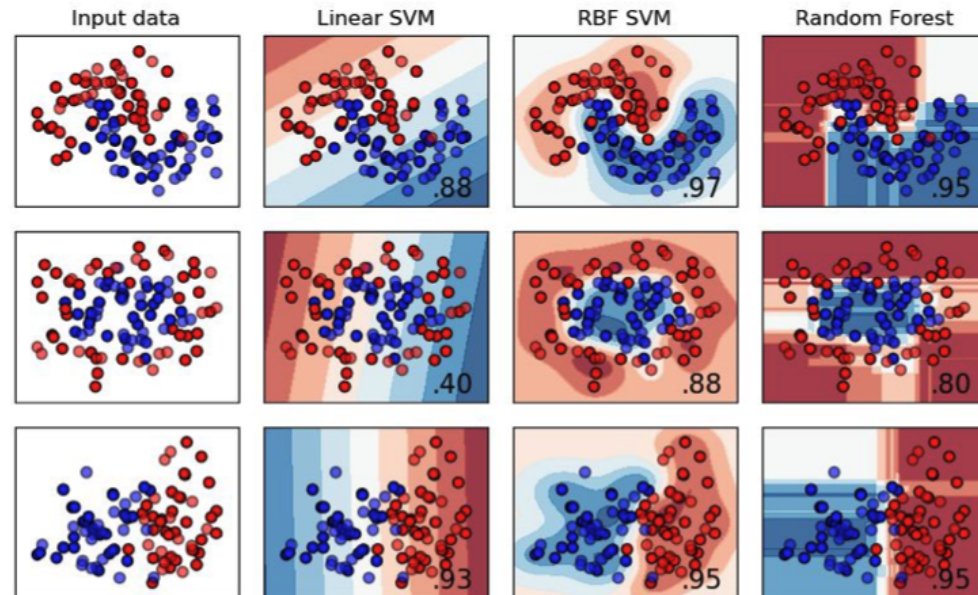 Input data Linear SVM RBF SVM Random Forest
.88 .97 .95
.40 .88 .80
.93 .95 .95